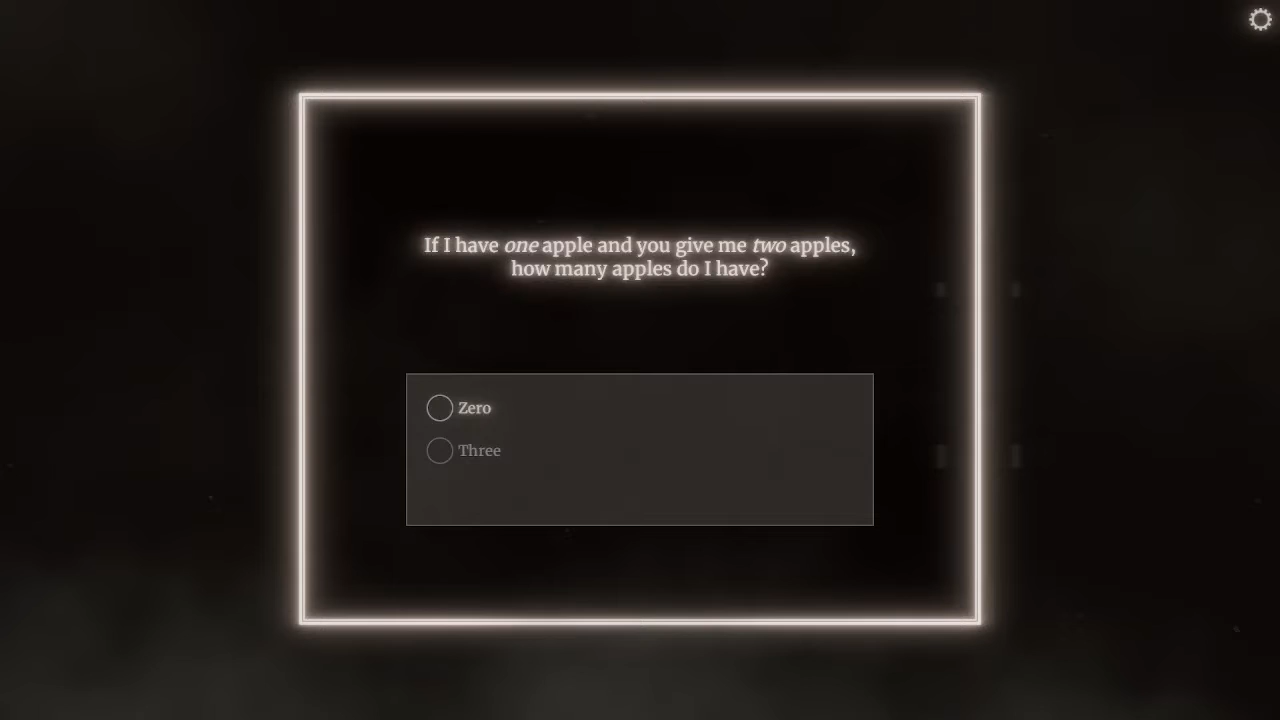 If I have one apple and you give me two apples,
how many apples do I have?
Zero
Three